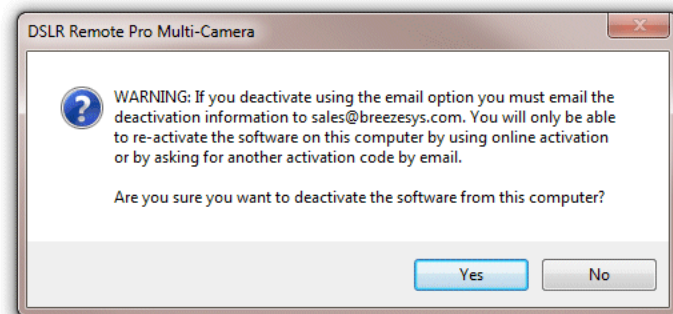 DSLR Remote Pro Multi-Camera
WARNING: If you deactivate using the email option you must email the
deactivation information to sales@breezesys.com. You will only be able
to re-activate the software on this computer by using online activation
or by asking for another activation code by email.
Are you sure you want to deactivate the software from this computer?
Yes
No